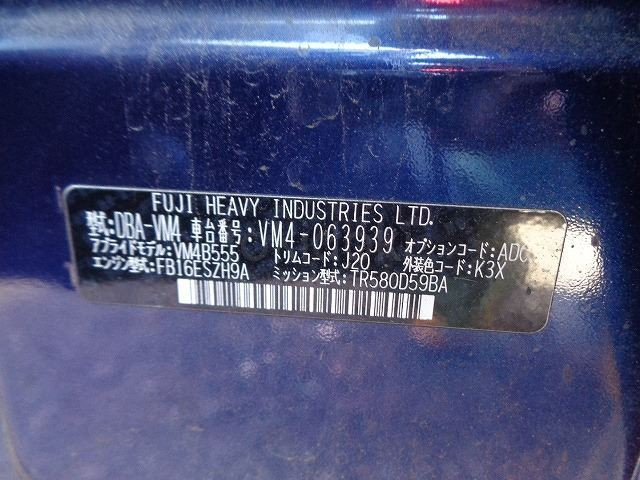 FUJI HEAVY INDUSTRIES LTD.
型式:DBA-VM4 車台番号:VM4-063939 オプションコード:ADC
アプライドモデル:VM4B555 トリムコード:J20 外装色コード:K3X
エンジン型式:FB16ESZH9A ミッション型式:TR580D59BA